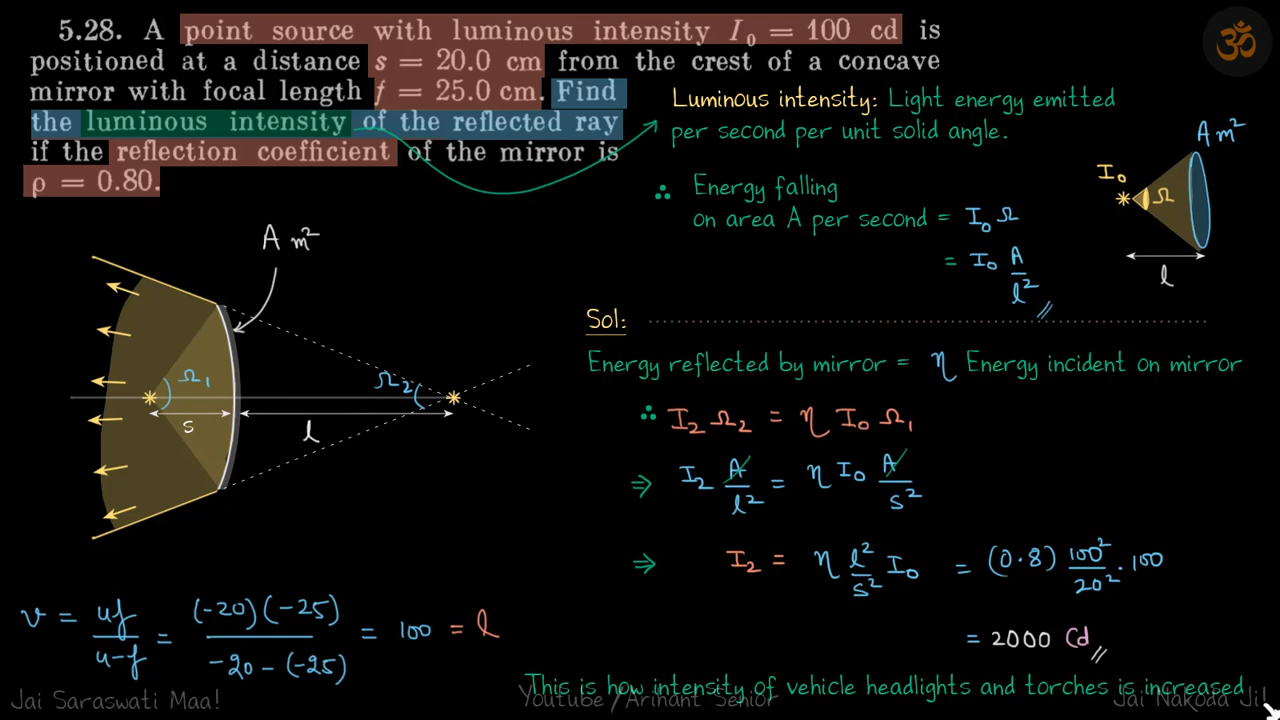 5.28. A point source with luminous intensity I₀ = 100 cd is
positioned at a distance s = 20.0 cm from the crest of a concave
mirror with focal length f = 25.0 cm. Find
the luminous intensity of the reflected ray
if the reflection coefficient of the mirror is
ρ = 0.80.
ॐ
Luminous intensity: Light energy emitted
per second per unit solid angle.
A m²
I₀
Ω
l
∴ Energy falling
on area A per second = I₀ Ω
= I₀ A/l²
A m²
Ω₁
Ω₂
s
l
Sol:
Energy reflected by mirror = η Energy incident on mirror
∴ I₂ Ω₂ = η I₀ Ω₁
⇒ I₂ A/l² = η I₀ A/s²
⇒ I₂ = η l²/s² I₀ = (0.8) 100²/20² · 100
= 2000 Cd
v = uf/u-f = (-20)(-25)/-20-(-25) = 100 = l
This is how intensity of vehicle headlights and torches is increased
Jai Saraswati Maa!
Youtube /Arihant Senior
Jai Nakoda Ji!